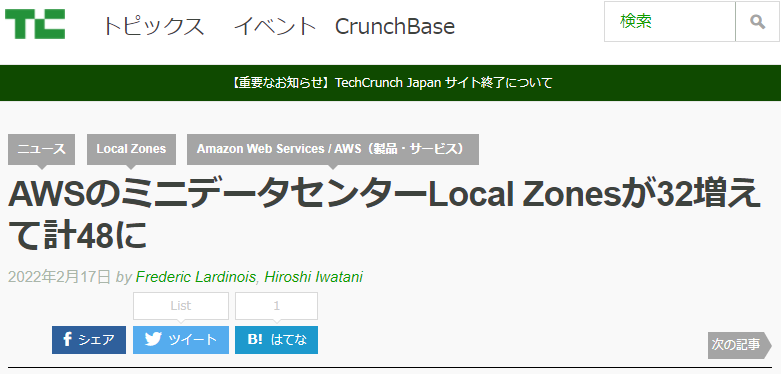 TC トピックス イベント CrunchBase 検索
【重要なお知らせ】TechCrunch Japan サイト終了について
ニュース Local Zones Amazon Web Services / AWS（製品・サービス）
AWSのミニデータセンターLocal Zonesが32増え
て計48に
2022年2月17日 by Frederic Lardinois, Hiroshi Iwatani
List 1
f シェア ツイート B! はてな
次の記事